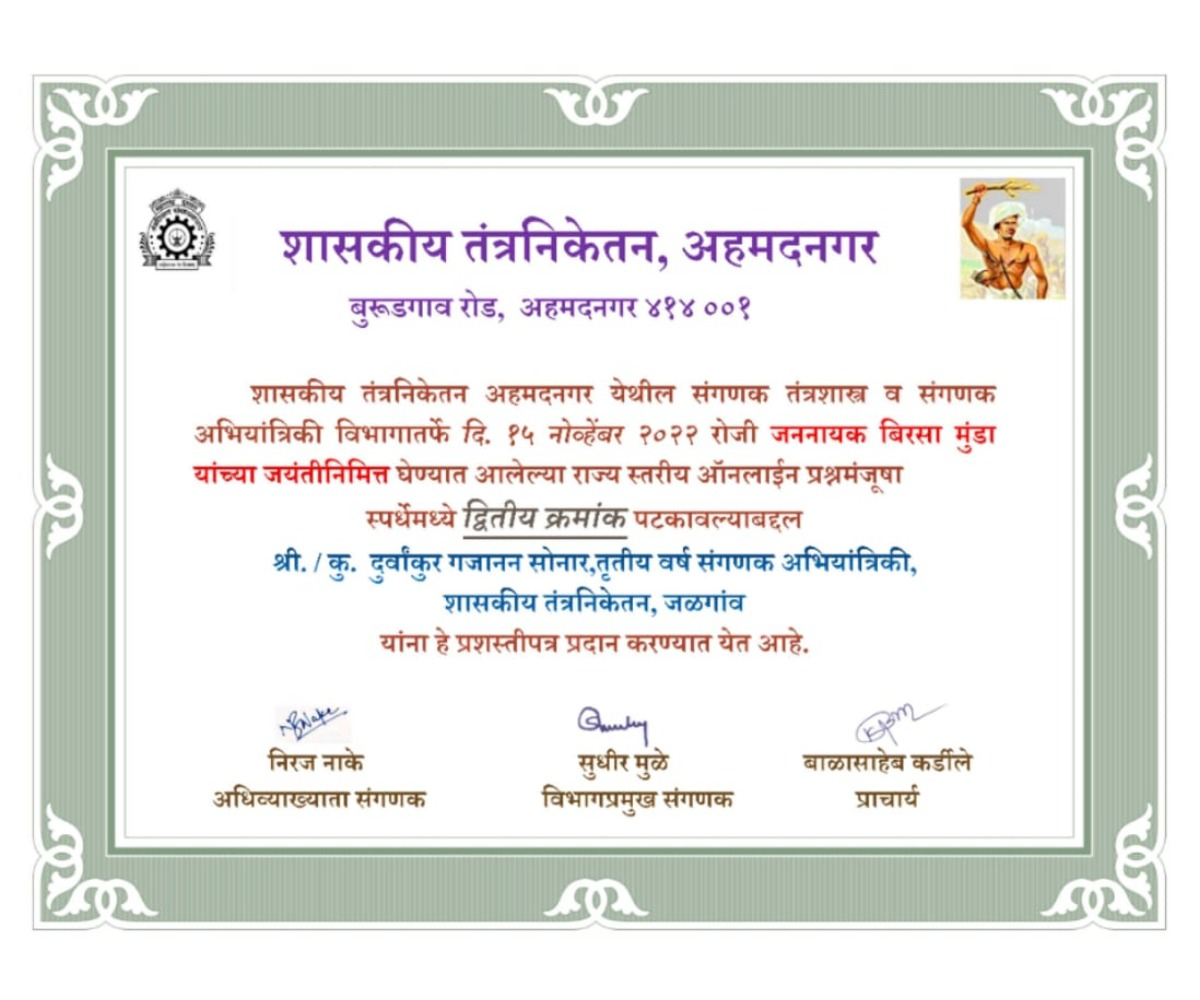 शासकीय तंत्रनिकेतन, अहमदनगर
बुरूडगाव रोड, अहमदनगर ४१४ ००१
शासकीय तंत्रनिकेतन अहमदनगर येथील संगणक तंत्रशास्त्र व संगणक
अभियांत्रिकी विभागातर्फे दि. १५ नोव्हेंबर २०२२ रोजी जननायक बिरसा मुंडा
यांच्या जयंतीनिमित्त घेण्यात आलेल्या राज्य स्तरीय ऑनलाईन प्रश्नमंजूषा
स्पर्धेमध्ये द्वितीय क्रमांक पटकावल्याबद्दल
श्री. / कु. दुर्वांकुर गजानन सोनार,तृतीय वर्ष संगणक अभियांत्रिकी,
शासकीय तंत्रनिकेतन, जळगांव
यांना हे प्रशस्तीपत्र प्रदान करण्यात येत आहे.
निरज नाके सुधीर मुळे बाळासाहेब कर्डीले
अधिव्याख्याता संगणक विभागप्रमुख संगणक प्राचार्य